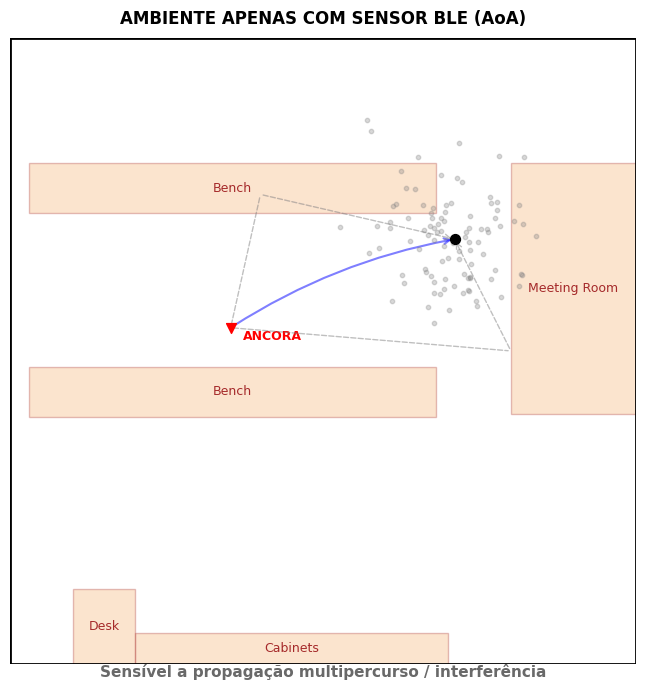 AMBIENTE APENAS COM SENSOR BLE (AoA)
Bench
Meeting Room
ANCORA
Bench
Desk
Cabinets
Sensível a propagação multipercurso / interferência